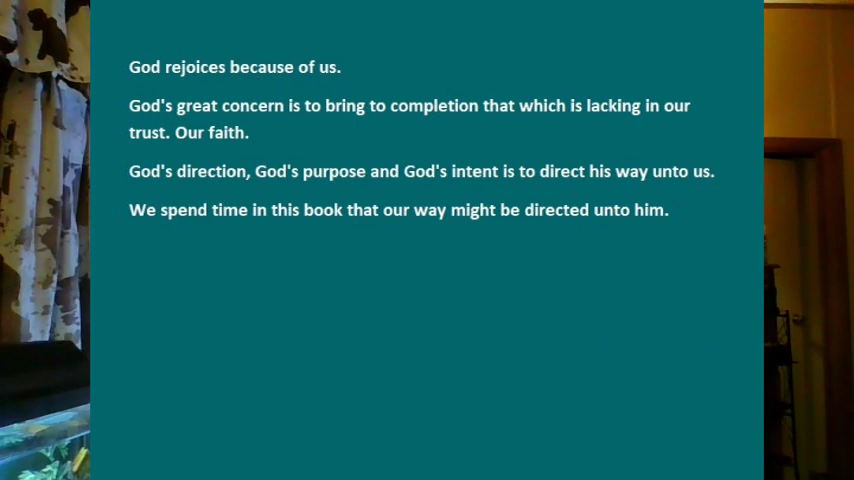 God rejoices because of us.
God's great concern is to bring to completion that which is lacking in our
trust. Our faith.
God's direction, God's purpose and God's intent is to direct his way unto us.
We spend time in this book that our way might be directed unto him.